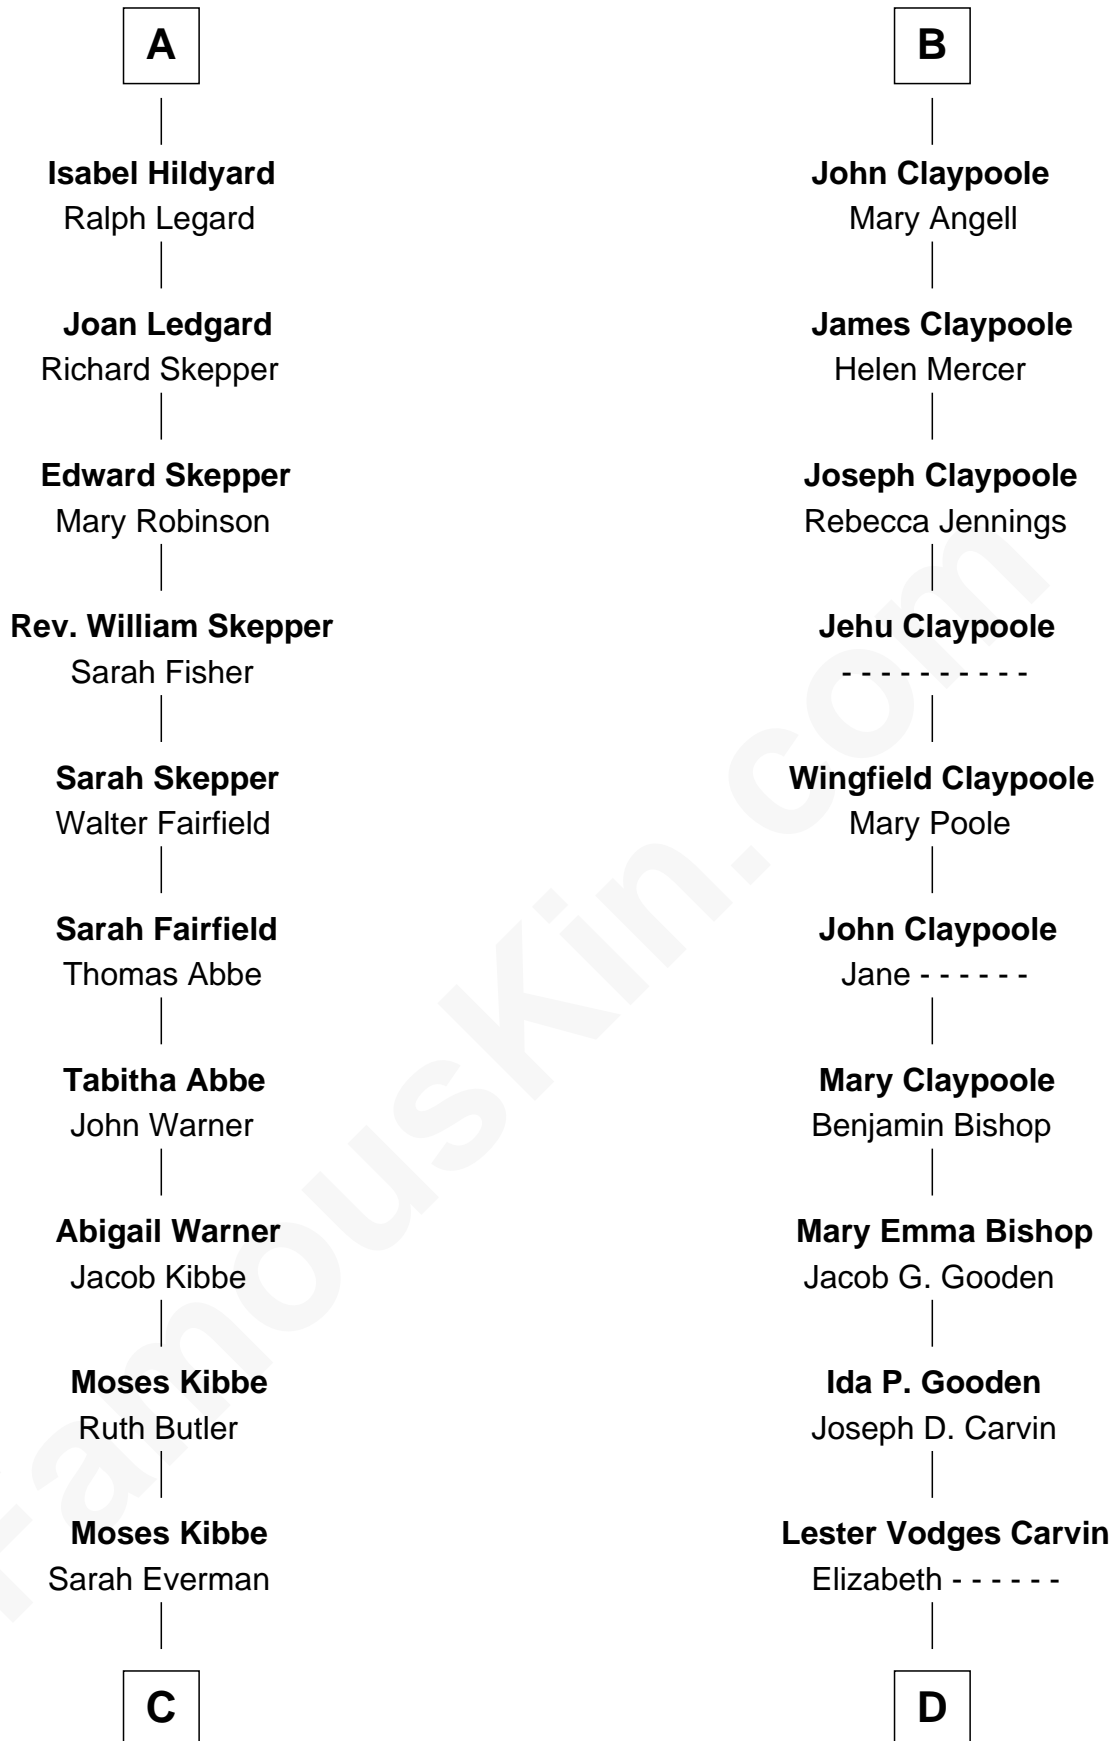 A
Isabel Hildyard
Ralph Legard
Joan Ledgard
Richard Skepper
Edward Skepper
Mary Robinson
Rev. William Skepper
Sarah Fisher
Sarah Skepper
Walter Fairfield
Sarah Fairfield
Thomas Abbe
Tabitha Abbe
John Warner
Abigail Warner
Jacob Kibbe
Moses Kibbe
Ruth Butler
Moses Kibbe
Sarah Everman
C
B
John Claypoole
Mary Angell
James Claypoole
Helen Mercer
Joseph Claypoole
Rebecca Jennings
Jehu Claypoole
- - - - - - - - - -
Wingfield Claypoole
Mary Poole
John Claypoole
Jane - - - - - -
Mary Claypoole
Benjamin Bishop
Mary Emma Bishop
Jacob G. Gooden
Ida P. Gooden
Joseph D. Carvin
Lester Vodges Carvin
Elizabeth - - - - - -
D
FamousKin.com